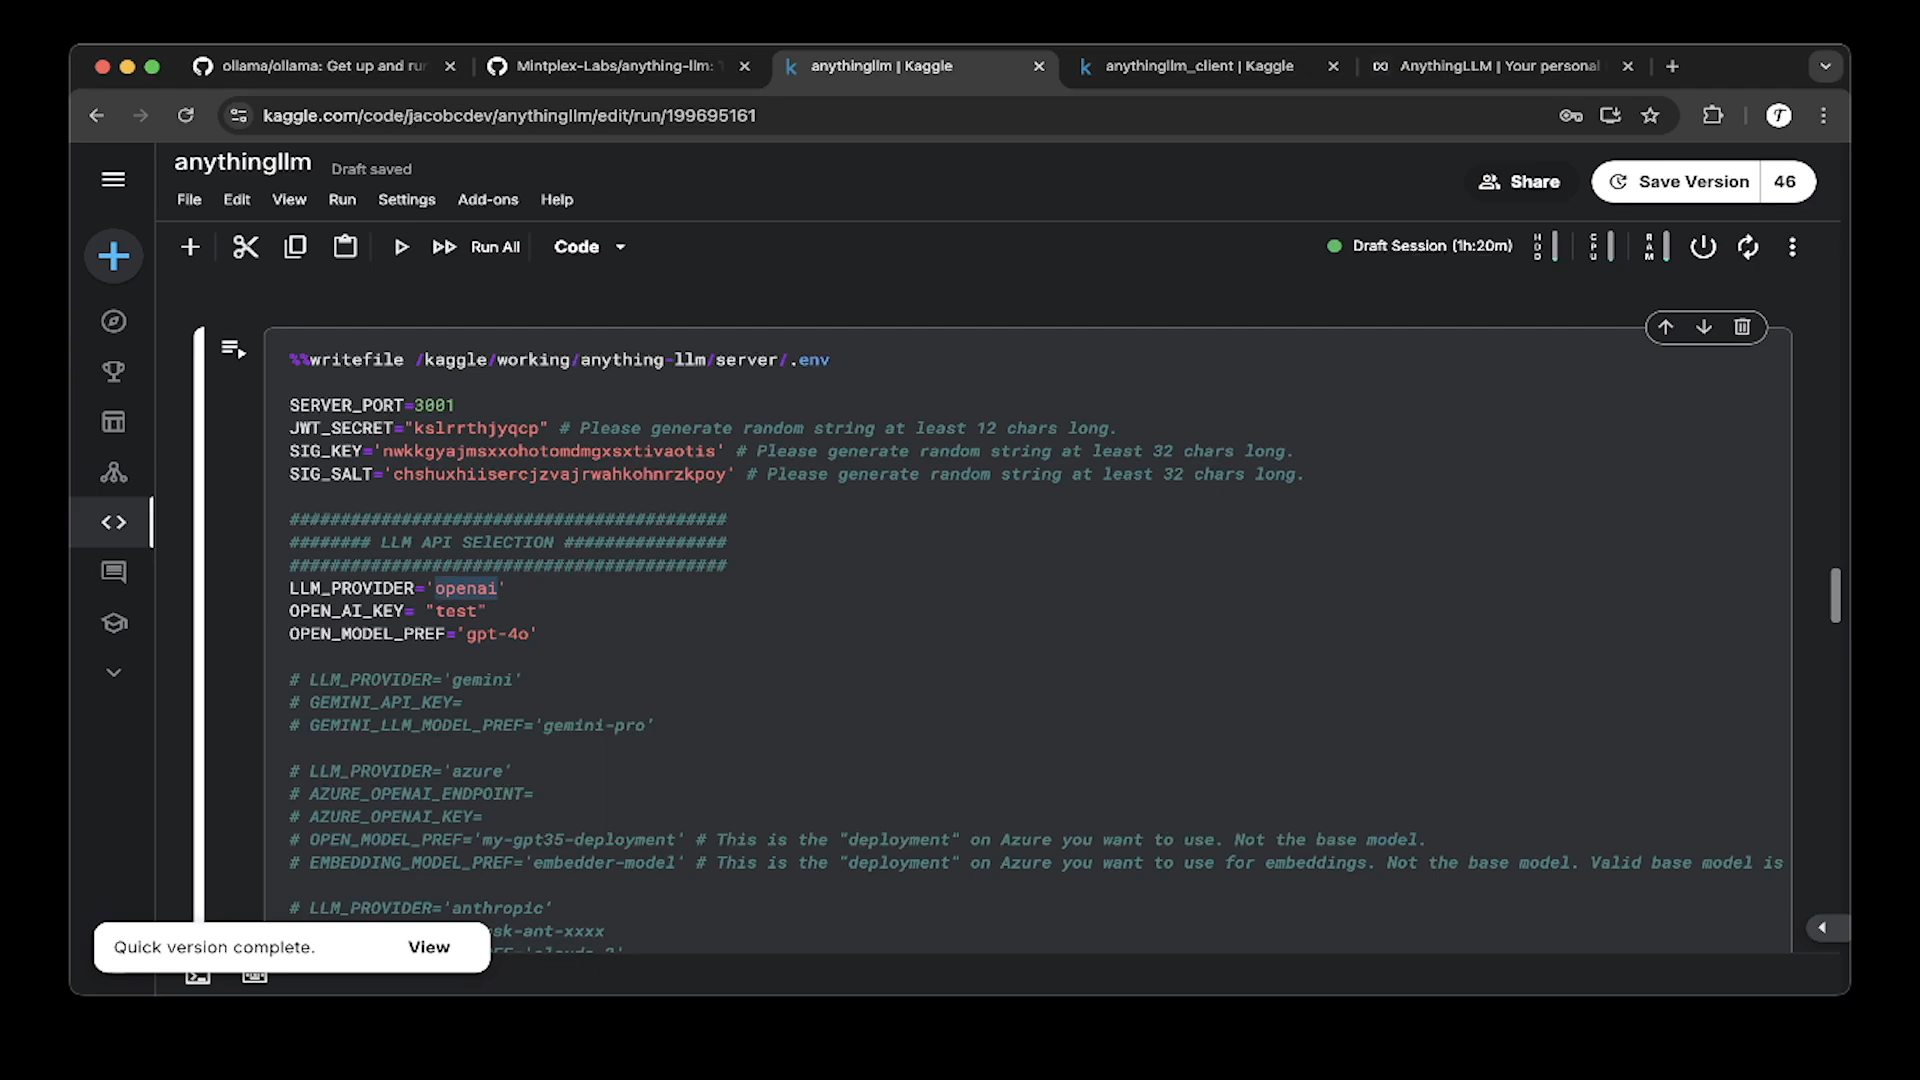 ollama/ollama: Get up and run
Mintplex-Labs/anything-llm:
anythingllm | Kaggle
anythingllm_client | Kaggle
AnythingLLM | Your personal
kaggle.com/code/jacobcdev/anythingllm/edit/run/199695161
anythingllm
Draft saved
Share
Save Version
46
File Edit View Run Settings Add-ons Help
Run All
Code
Draft Session (1h:20m)
HDD
CPU
RAM
%%writefile /kaggle/working/anything-llm/server/.env
SERVER_PORT=3001
JWT_SECRET="kslrrthjyqcp" # Please generate random string at least 12 chars long.
SIG_KEY='nwkkgyajmsxxohotomdmgxsxtivaotis' # Please generate random string at least 32 chars long.
SIG_SALT='chshuxhiisercjzvajrwahkohnrzkpoy' # Please generate random string at least 32 chars long.
###########################################
######## LLM API SElECTION ################
###########################################
LLM_PROVIDER='openai'
OPEN_AI_KEY= "test"
OPEN_MODEL_PREF='gpt-4o'
# LLM_PROVIDER='gemini'
# GEMINI_API_KEY=
# GEMINI_LLM_MODEL_PREF='gemini-pro'
# LLM_PROVIDER='azure'
# AZURE_OPENAI_ENDPOINT=
# AZURE_OPENAI_KEY=
# OPEN_MODEL_PREF='my-gpt35-deployment' # This is the "deployment" on Azure you want to use. Not the base model.
# EMBEDDING_MODEL_PREF='embedder-model' # This is the "deployment" on Azure you want to use for embeddings. Not the base model. Valid base model is
# LLM_PROVIDER='anthropic'
sk-ant-xxxx
Quick version complete.
View